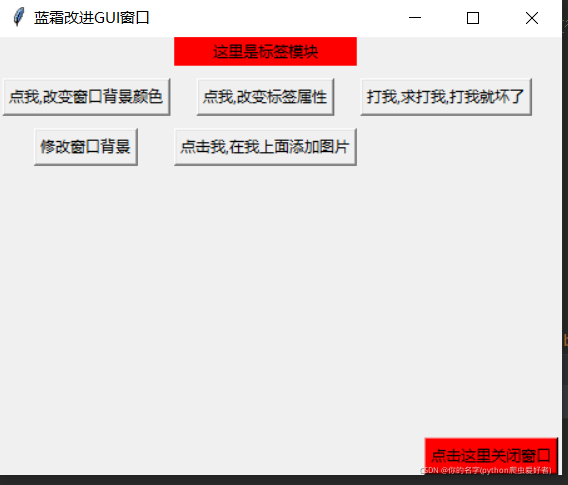 蓝霜改进GUI窗口
这里是标签模块
点我,改变窗口背景颜色
点我,改变标签属性
打我,求打我,打我就坏了
修改窗口背景
点击我,在我上面添加图片
点击这里关闭窗口
CSDN @你的名字(python爬虫爱好者)